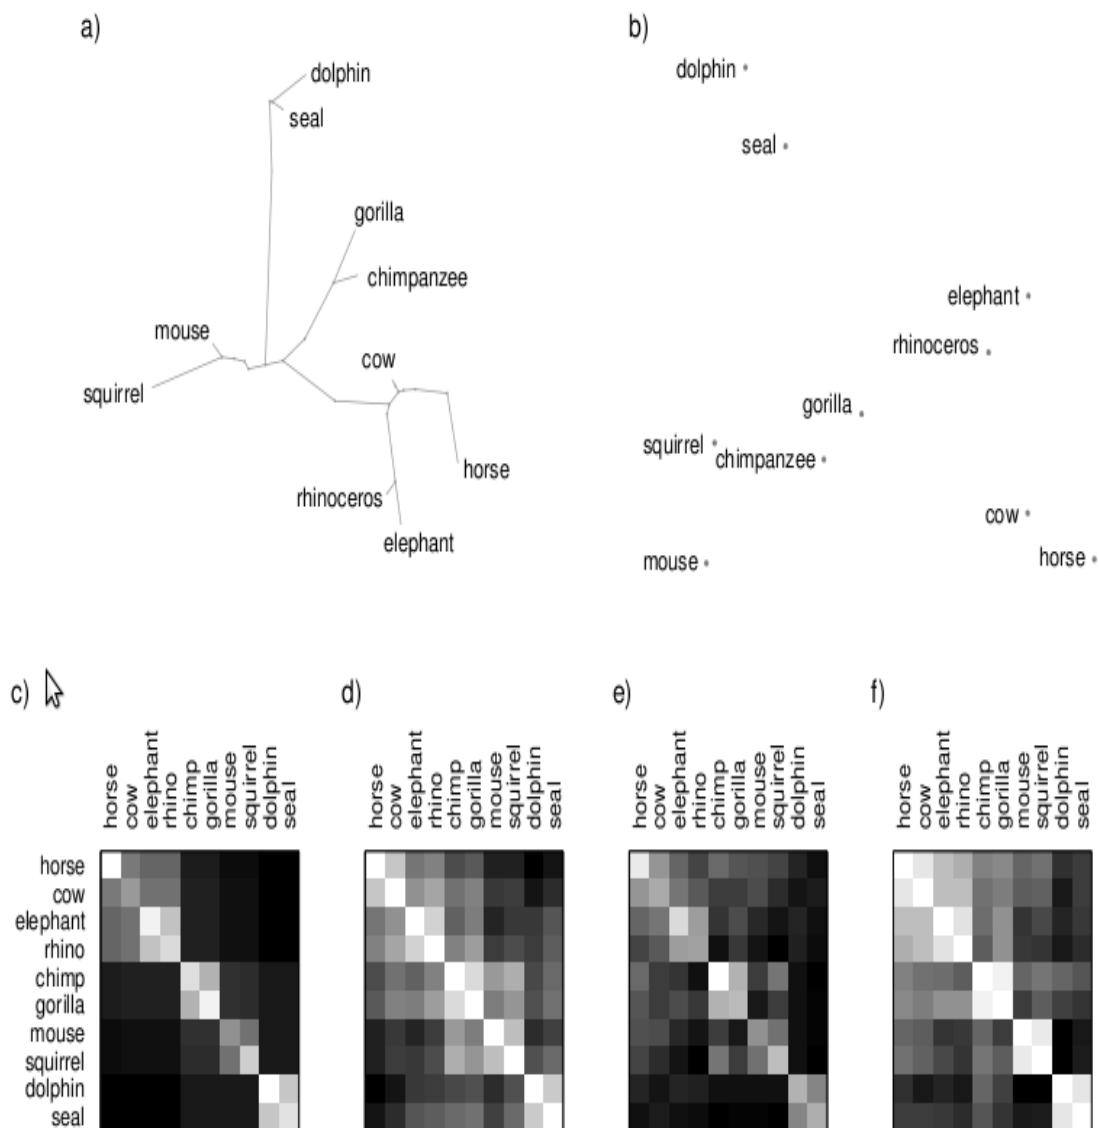 a)
dolphin
seal
gorilla
chimpanzee
mouse
squirrel
cow
horse
rhinoceros
elephant
b)
dolphin
seal
elephant
rhinoceros
gorilla
squirrel
chimpanzee
cow
mouse
horse
c)
horse
cow
elephant
rhino
chimp
gorilla
mouse
squirrel
dolphin
seal
horse
cow
elephant
rhino
chimp
gorilla
mouse
squirrel
dolphin
seal
d)
horse
cow
elephant
rhino
chimp
gorilla
mouse
squirrel
dolphin
seal
e)
horse
cow
elephant
rhino
chimp
gorilla
mouse
squirrel
dolphin
seal
f)
horse
cow
elephant
rhino
chimp
gorilla
mouse
squirrel
dolphin
seal